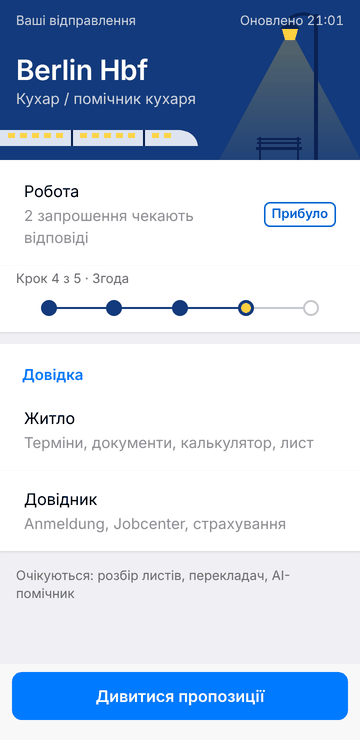 Ваші відправлення
Оновлено 21:01
Berlin Hbf
Кухар / помічник кухаря
Робота
2 запрошення чекають
відповіді
Прибуло
Крок 4 з 5 · Згода
Довідка
Житло
Терміни, документи, калькулятор, лист
Довідник
Anmeldung, Jobcenter, страхування
Очікуються: розбір листів, перекладач, AI-
помічник
Дивитися пропозиції